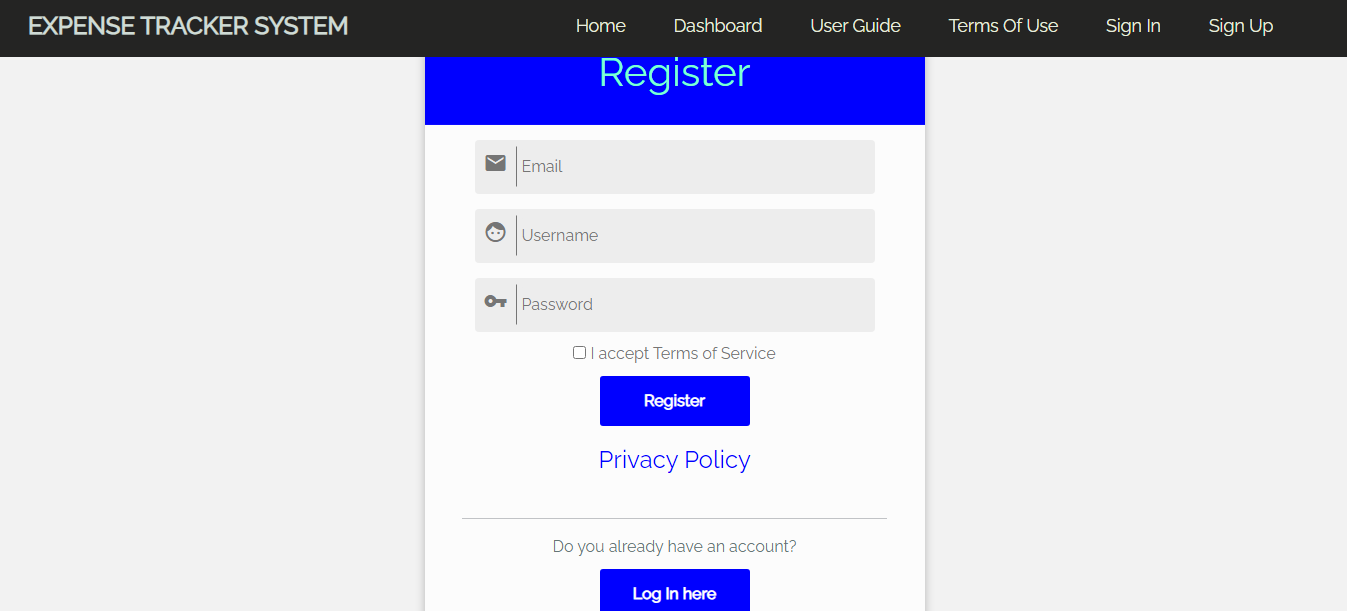 EXPENSE TRACKER SYSTEM Home Dashboard User Guide Terms Of Use Sign In Sign Up
Register
Email
Username
Password
I accept Terms of Service
Register
Privacy Policy
Do you already have an account?
Log In here